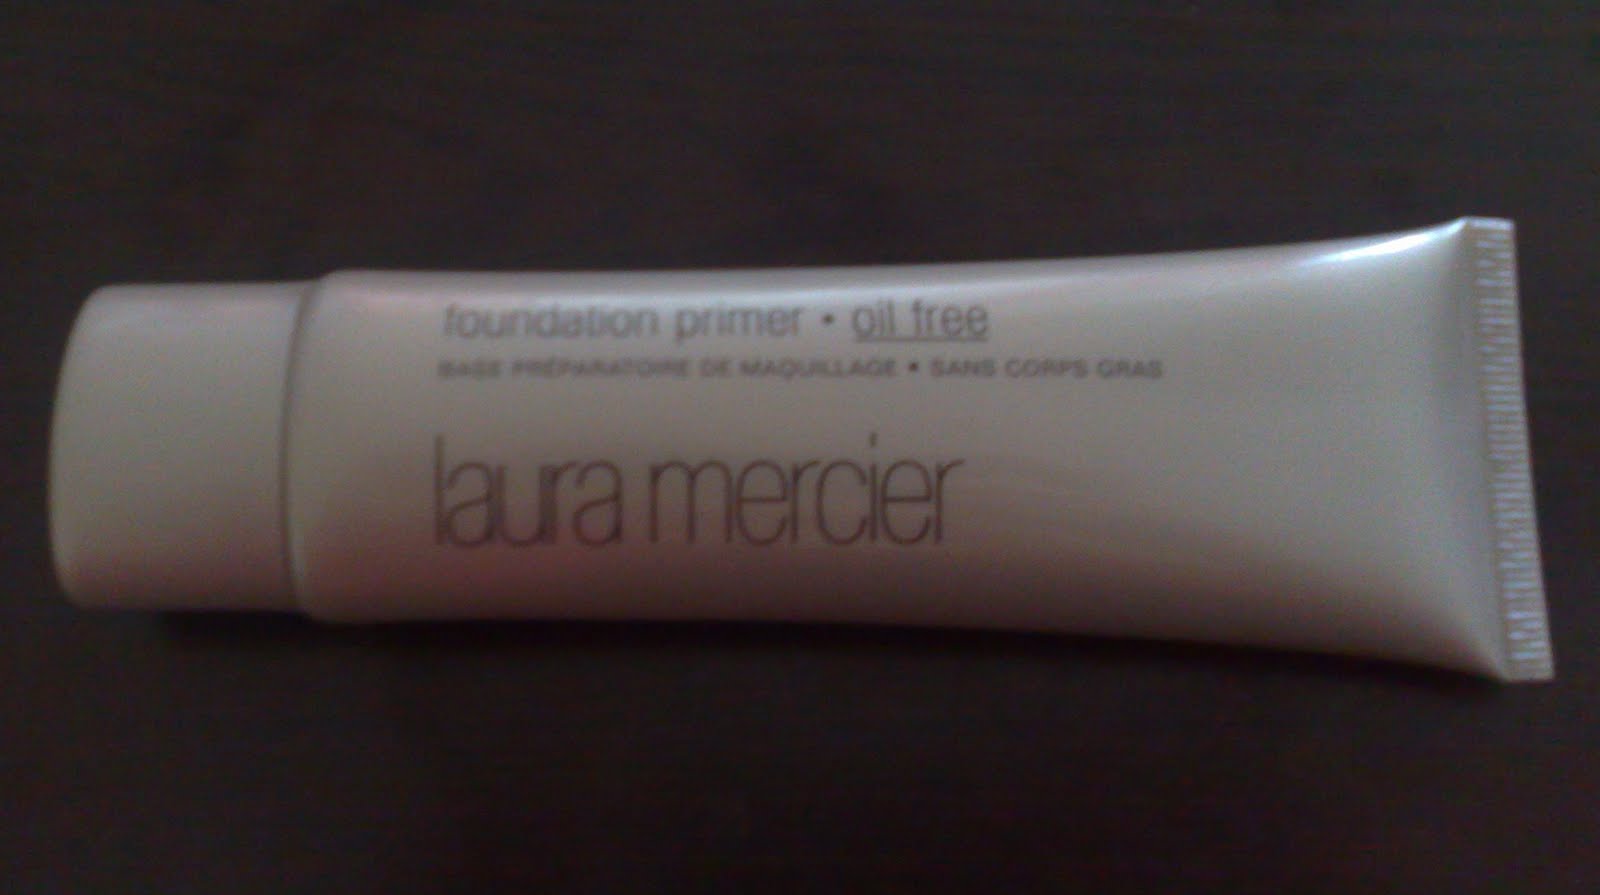 foundation primer • oil free
BASE PRÉPARATOIRE DE MAQUILLAGE • SANS CORPS GRAS
laura mercier